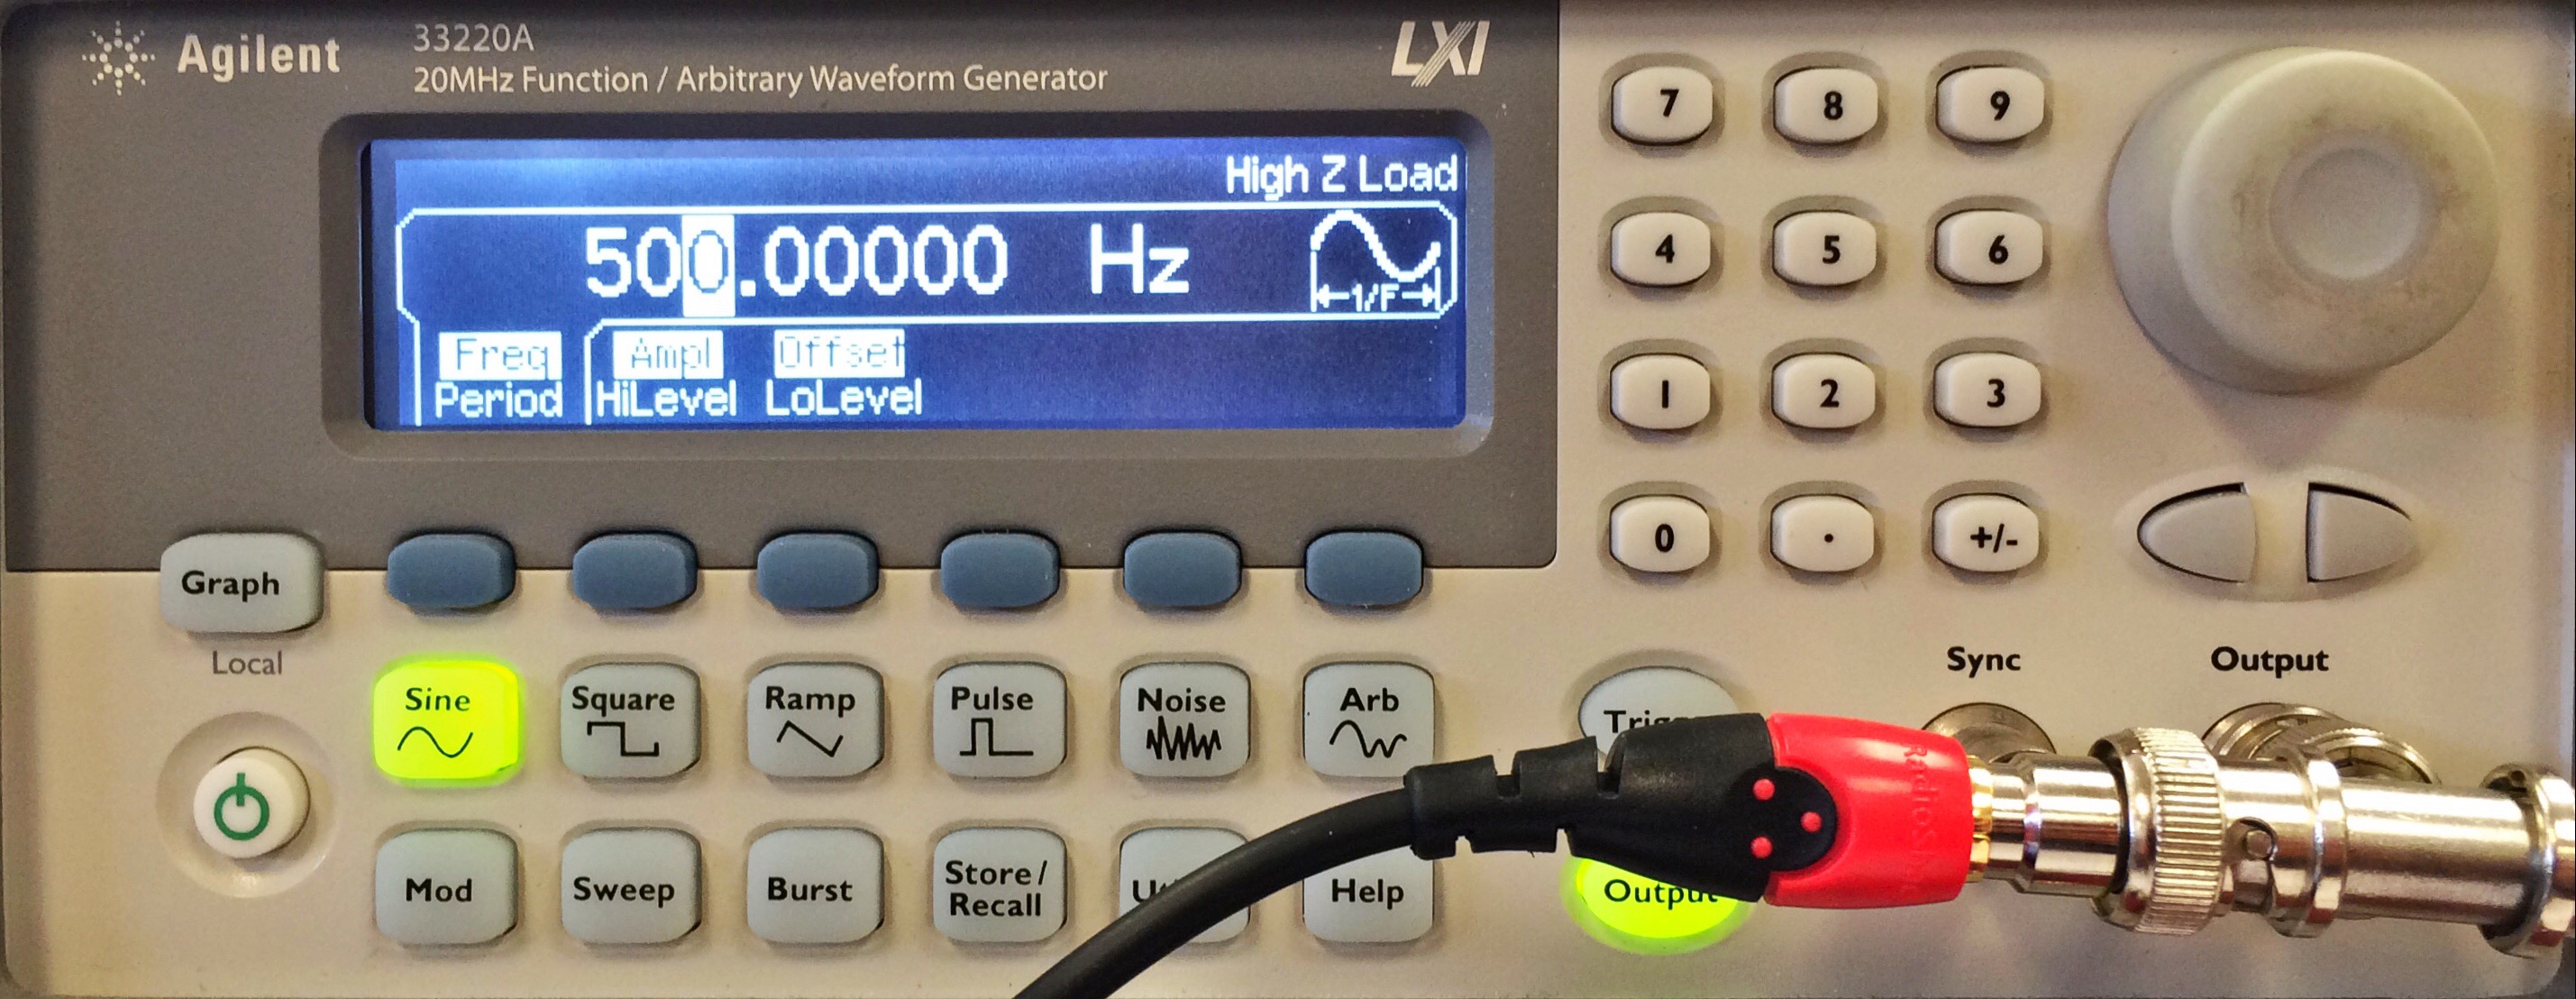 Agilent
33220A
20MHz Function / Arbitrary Waveform Generator
LXI
High Z Load
500.00000 Hz
1/F
Freq Ampl Offset
Period HiLevel LoLevel
7 8 9
4 5 6
1 2 3
0 . +/-
Graph
Local
Sync Output
Sine Square Ramp Pulse Noise Arb
Mod Sweep Burst Store/
Recall
Help
Output
RadioShack